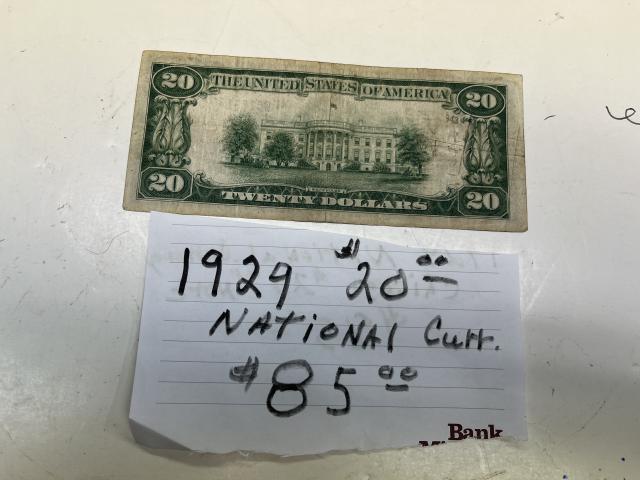 20 THE UNITED STATES OF AMERICA 20
20 TWENTY DOLLARS 20
1929 $20.00
NATIONAL Curr.
$85.00
Bank